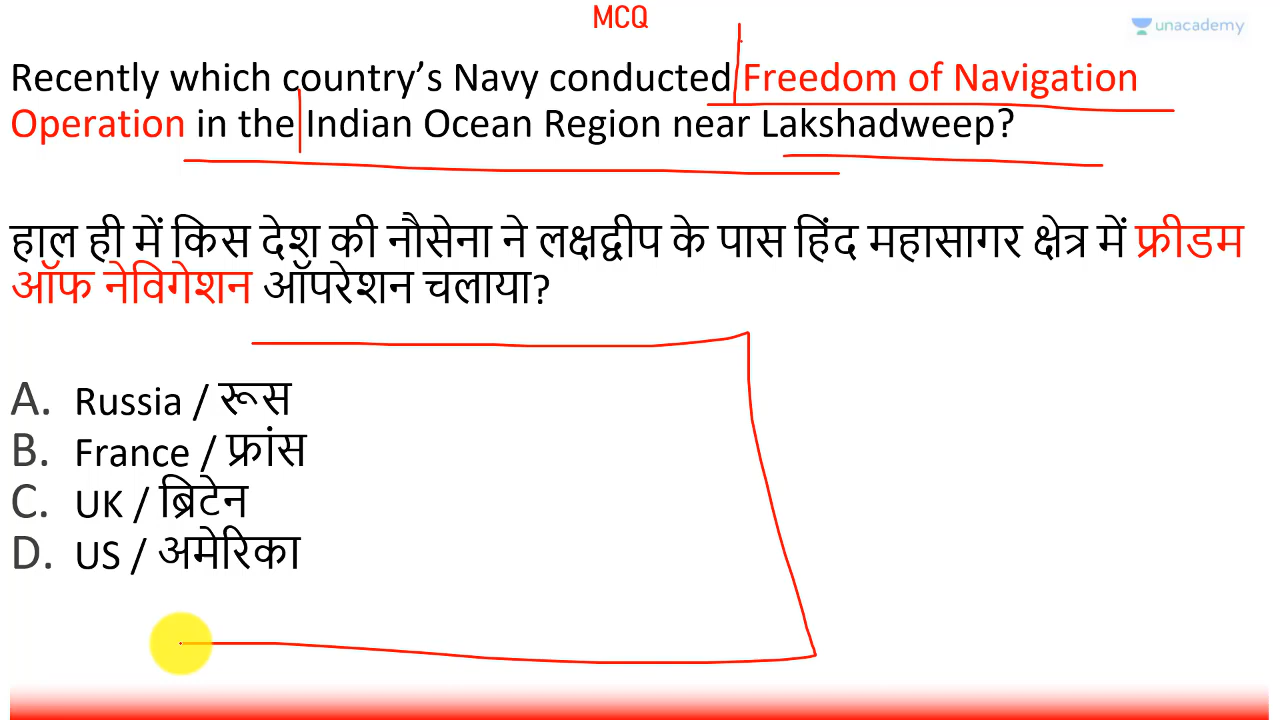 MCQ
unacademy
Recently which country’s Navy conducted Freedom of Navigation
Operation in the Indian Ocean Region near Lakshadweep?
हाल ही में किस देश की नौसेना ने लक्षद्वीप के पास हिंद महासागर क्षेत्र में फ्रीडम
ऑफ नेविगेशन ऑपरेशन चलाया?
A. Russia / रूस
B. France / फ्रांस
C. UK / ब्रिटेन
D. US / अमेरिका